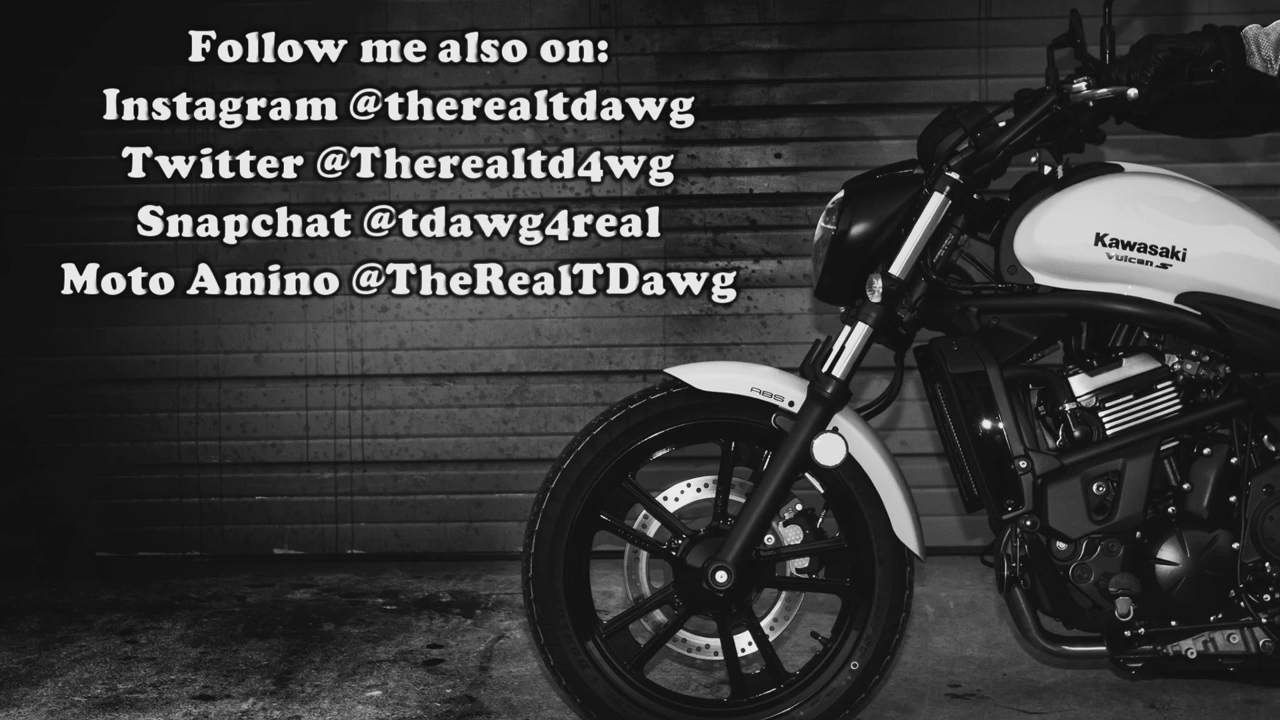 Follow me also on:
Instagram @therealtdawg
Twitter @Therealtd4wg
Snapchat @tdawg4real
Moto Amino @TheRealTDawg
Kawasaki
Vulcan S
ABS